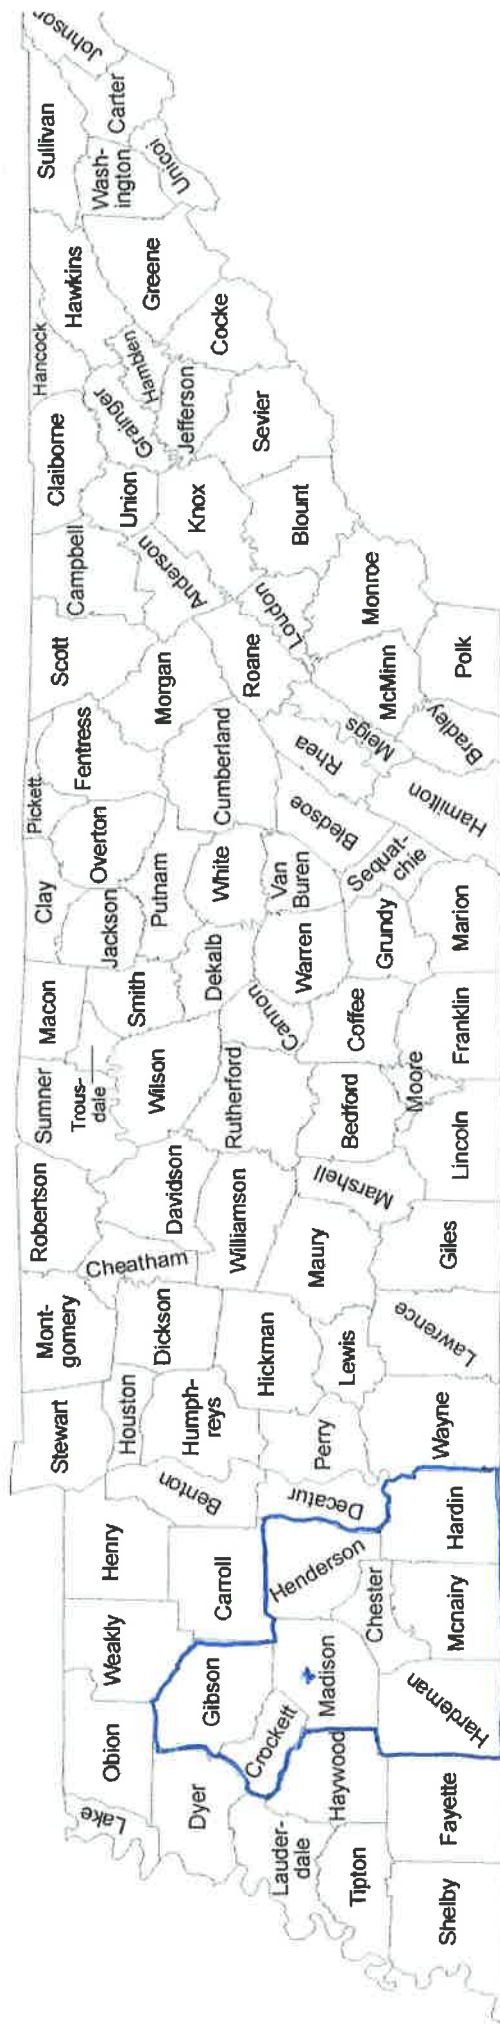 Lake
Obion
Weakly
Henry
Stewart
Mont-
gomery
Robertson
Sumner
Macon
Clay
Pickett
Scott
Campbell
Claiborne
Hancock
Hawkins
Sullivan
Johnson
Dyer
Gibson
Carroll
Benton
Houston
Humph-
reys
Dickson
Cheatham
Davidson
Trous-
dale
Wilson
Smith
Jackson
Overton
Fentress
Putnam
Morgan
Anderson
Union
Grainger
Hamblen
Greene
Wash-
ington
Unicoi
Carter
Lauder-
dale
Crockett
Haywood
Madison
Henderson
Decatur
Perry
Hickman
Williamson
Rutherford
Cannon
Dekalb
White
Cumberland
Roane
Loudon
Knox
Jefferson
Sevier
Cocke
Blount
Tipton
Chester
Lewis
Maury
Marshall
Bedford
Coffee
Warren
Van
Buren
Bledsoe
Rhea
Meigs
McMinn
Monroe
Shelby
Fayette
Hardeman
Mcnairy
Hardin
Wayne
Lawrence
Giles
Lincoln
Moore
Franklin
Grundy
Sequat-
chie
Marion
Hamilton
Bradley
Polk